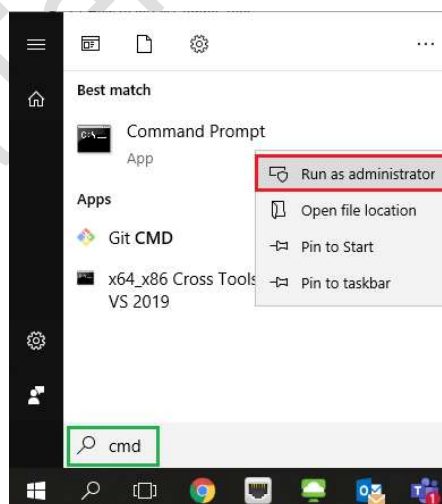 Best match
Command Prompt
App
Run as administrator
Open file location
Pin to Start
Pin to taskbar
Apps
Git CMD
x64_x86 Cross Tools
VS 2019
cmd